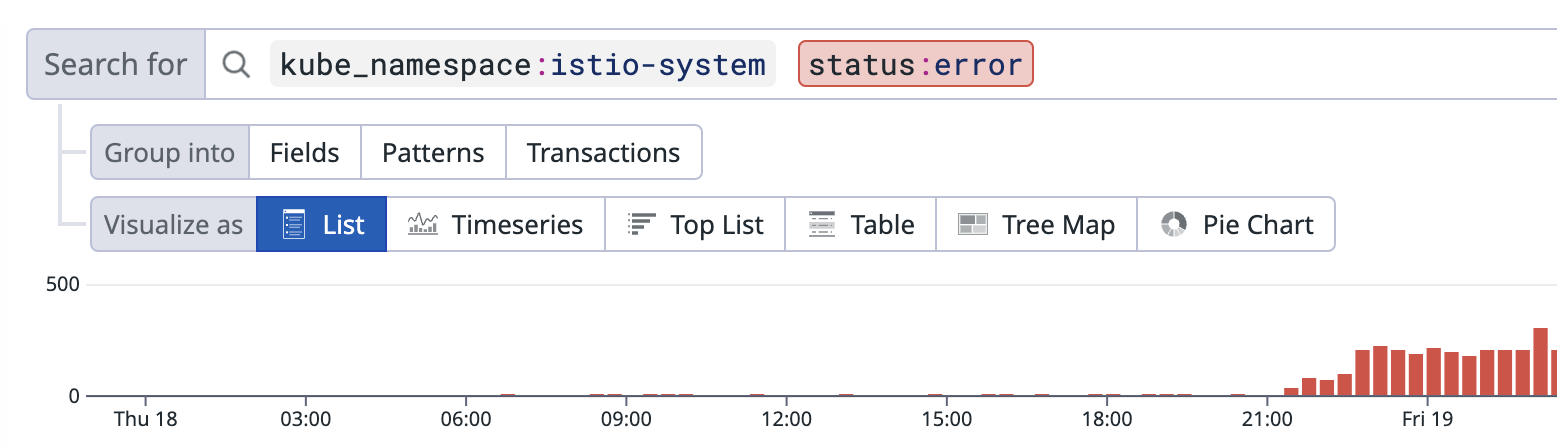 Search for kube_namespace:istio-system status:error
Group into Fields Patterns Transactions
Visualize as List Timeseries Top List Table Tree Map Pie Chart
500
0
Thu 18 03:00 06:00 09:00 12:00 15:00 18:00 21:00 Fri 19